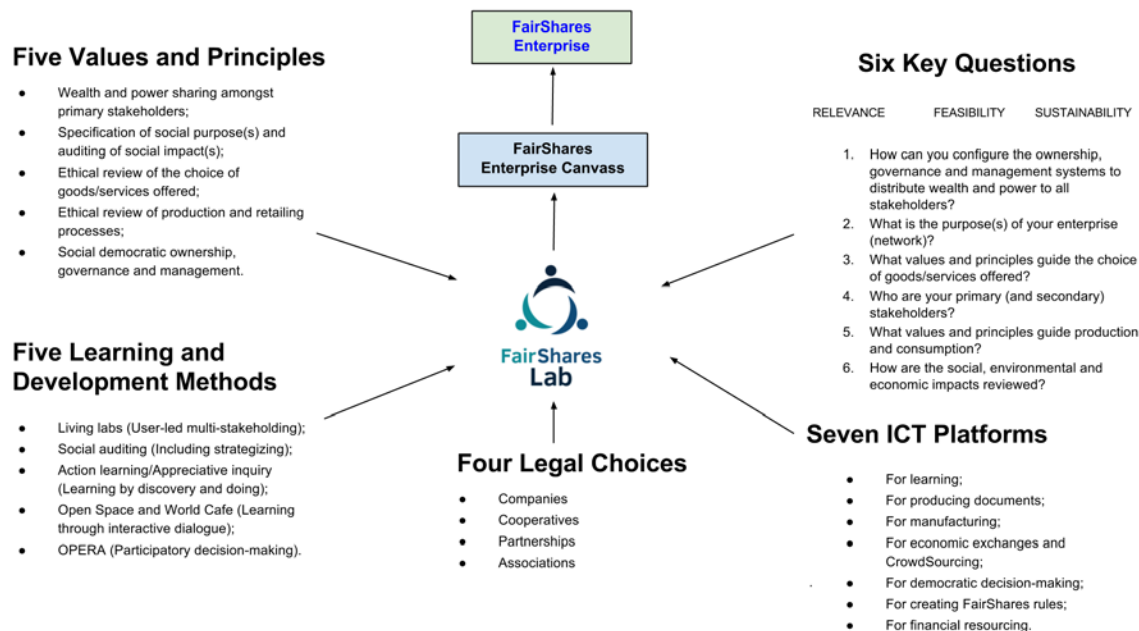 FairShares
Enterprise
Five Values and Principles
● Wealth and power sharing amongst
primary stakeholders;
● Specification of social purpose(s) and
auditing of social impact(s);
● Ethical review of the choice of
goods/services offered;
● Ethical review of production and retailing
processes;
● Social democratic ownership,
governance and management.
FairShares
Enterprise Canvass
Six Key Questions
RELEVANCE FEASIBILITY SUSTAINABILITY
1. How can you configure the ownership,
governance and management systems to
distribute wealth and power to all
stakeholders?
2. What is the purpose(s) of your enterprise
(network)?
3. What values and principles guide the choice
of goods/services offered?
4. Who are your primary (and secondary)
stakeholders?
5. What values and principles guide production
and consumption?
6. How are the social, environmental and
economic impacts reviewed?
FairShares
Lab
Five Learning and
Development Methods
● Living labs (User-led multi-stakeholding);
● Social auditing (Including strategizing);
● Action learning/Appreciative inquiry
(Learning by discovery and doing);
● Open Space and World Cafe (Learning
through interactive dialogue);
● OPERA (Participatory decision-making).
Four Legal Choices
● Companies
● Cooperatives
● Partnerships
● Associations
Seven ICT Platforms
● For learning;
● For producing documents;
● For manufacturing;
● For economic exchanges and
CrowdSourcing;
● For democratic decision-making;
● For creating FairShares rules;
● For financial resourcing.